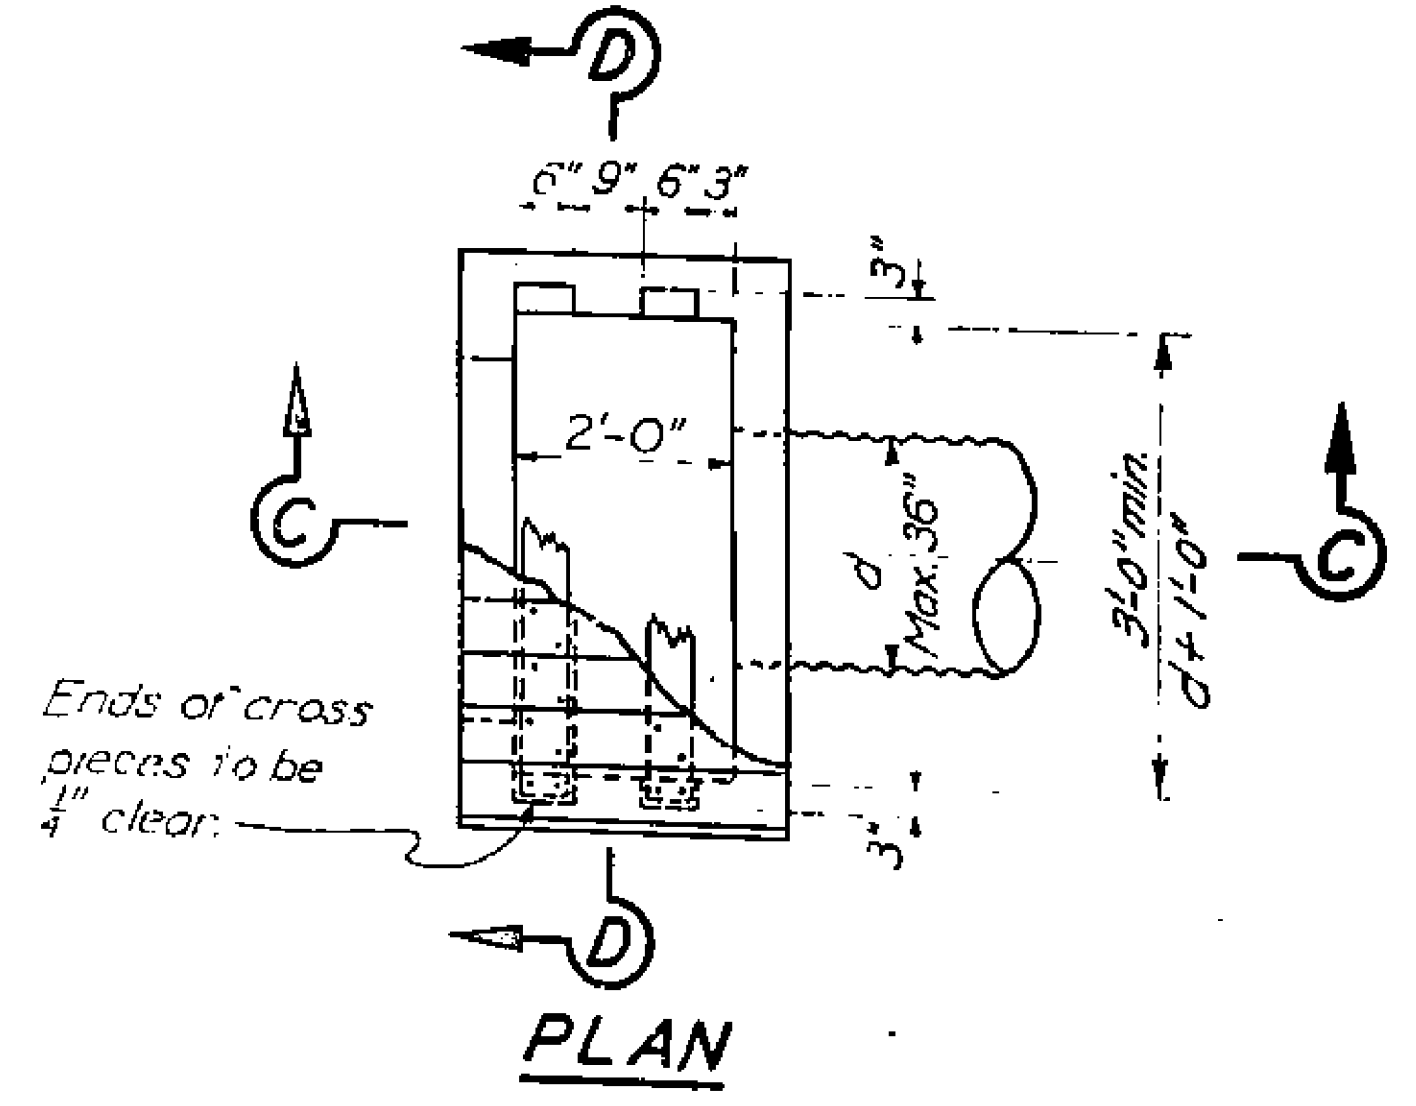 D
6" 9" 6" 3"
3"
2'-0"
C
d
Max. 36"
3'-0" min.
d + 1'-0"
C
Ends of cross
pieces to be
1/4" clear.
3"
D
PLAN